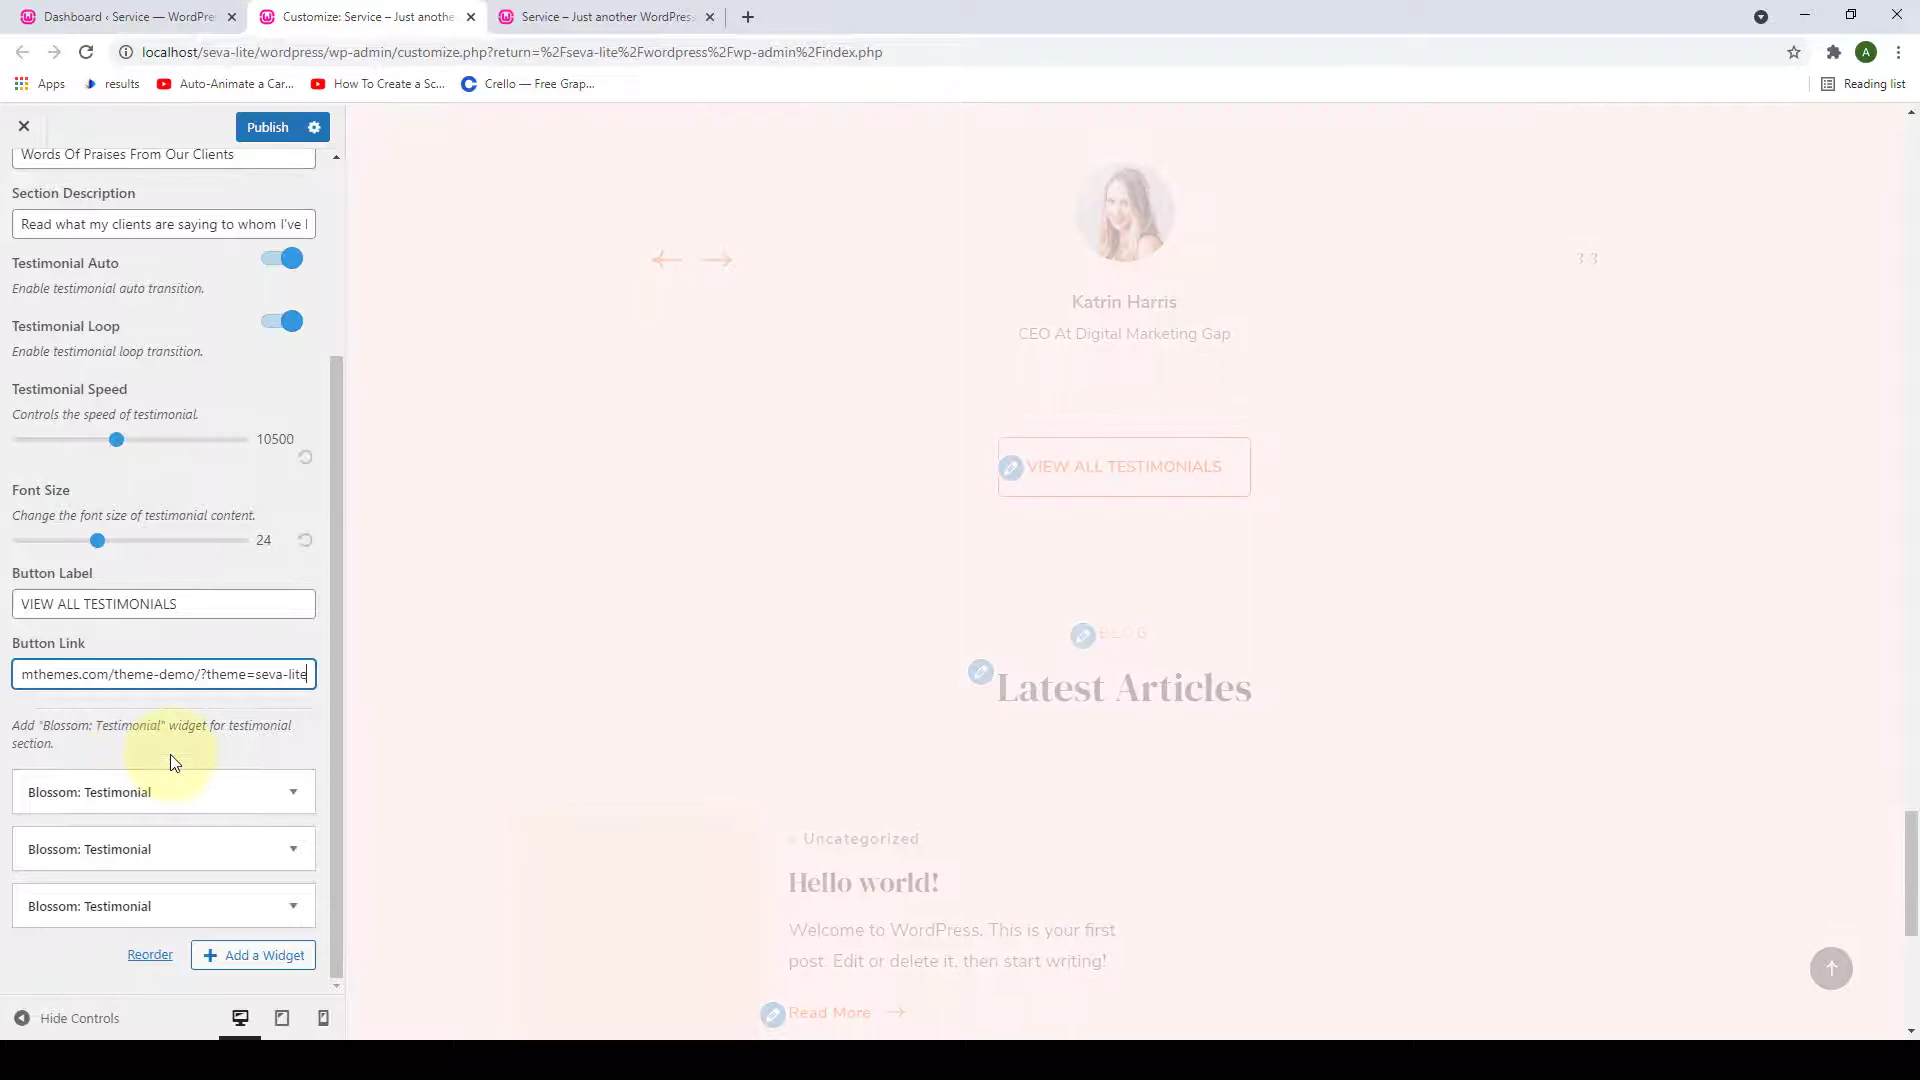 Dashboard ‹ Service — WordPre
Customize: Service – Just anothe
Service – Just another WordPress
localhost/seva-lite/wordpress/wp-admin/customize.php?return=%2Fseva-lite%2Fwordpress%2Fwp-admin%2Findex.php
A
Apps
results
Auto-Animate a Car...
How To Create a Sc...
Crello — Free Grap...
Reading list
Publish
Words Of Praises From Our Clients
Section Description
Read what my clients are saying to whom I've l
Testimonial Auto
Enable testimonial auto transition.
Testimonial Loop
Enable testimonial loop transition.
Testimonial Speed
Controls the speed of testimonial.
10500
Font Size
Change the font size of testimonial content.
24
Button Label
VIEW ALL TESTIMONIALS
Button Link
mthemes.com/theme-demo/?theme=seva-lite
Add "Blossom: Testimonial" widget for testimonial
section.
Blossom: Testimonial
Blossom: Testimonial
Blossom: Testimonial
Reorder
Add a Widget
Hide Controls
3 3
Katrin Harris
CEO At Digital Marketing Gap
VIEW ALL TESTIMONIALS
BLOG
Latest Articles
Uncategorized
Hello world!
Welcome to WordPress. This is your first
post. Edit or delete it, then start writing!
Read More